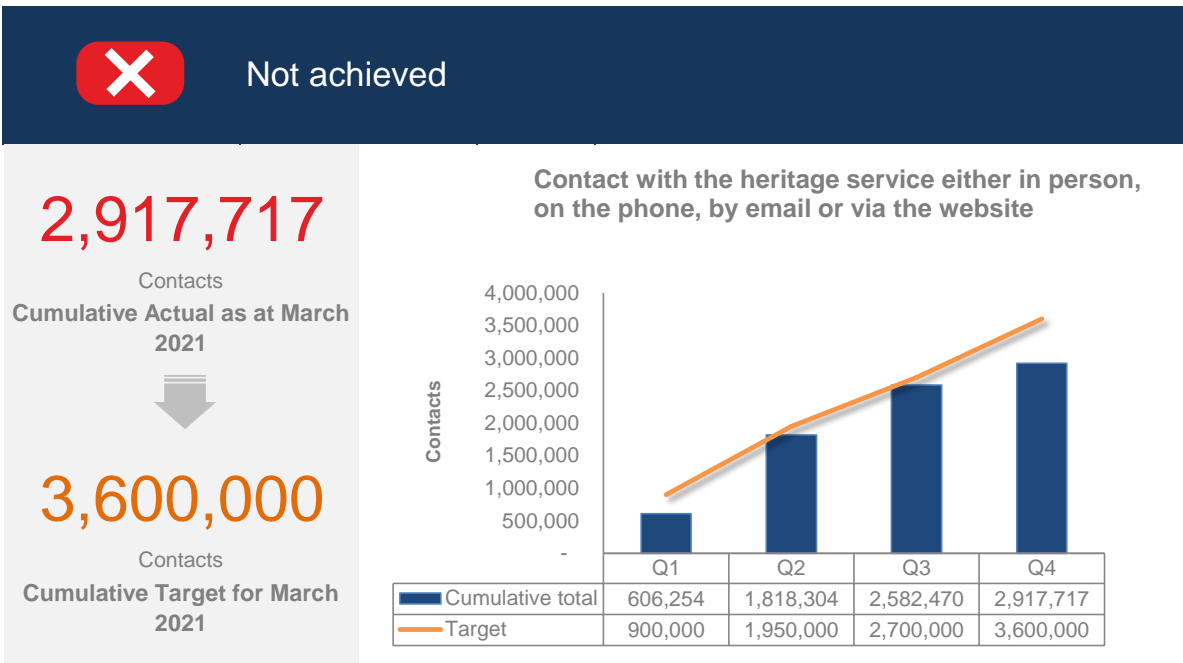 Not achieved
2,917,717
Contacts
Cumulative Actual as at March
2021
3,600,000
Contacts
Cumulative Target for March
2021
Contact with the heritage service either in person,
on the phone, by email or via the website
Contacts
4,000,000
3,500,000
3,000,000
2,500,000
2,000,000
1,500,000
1,000,000
500,000
-
Q1 Q2 Q3 Q4
Cumulative total 606,254 1,818,304 2,582,470 2,917,717
Target 900,000 1,950,000 2,700,000 3,600,000